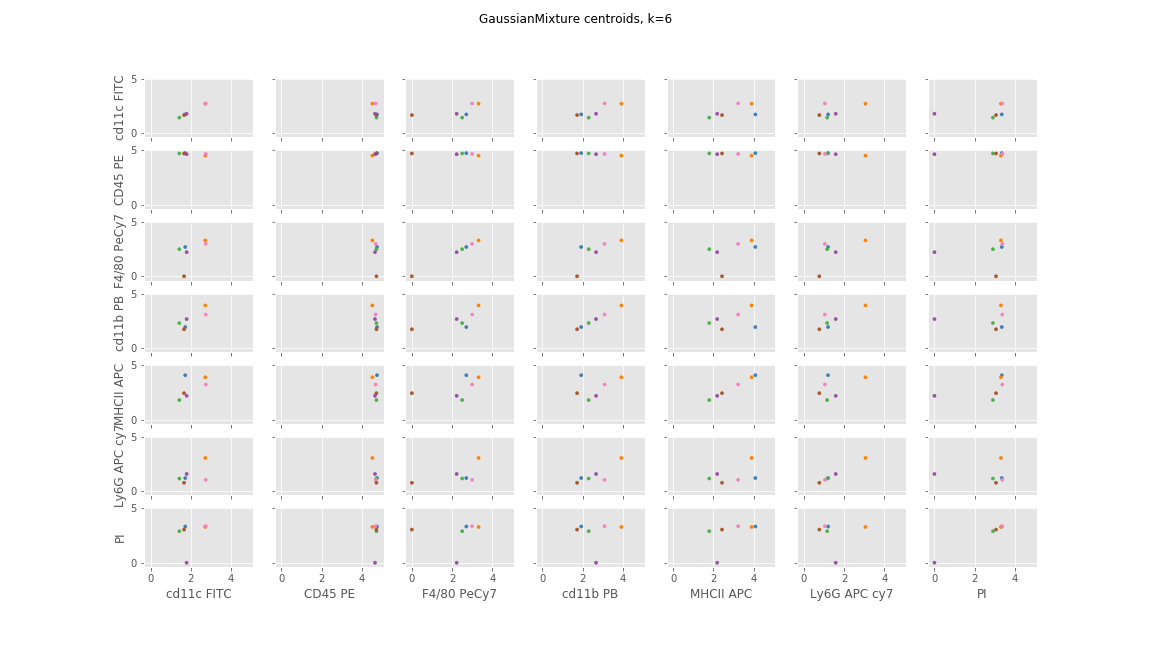 GaussianMixture centroids, k=6
cd11c FITC
5
0
CD45 PE
5
0
F4/80 PeCy7
5
0
cd11b PB
5
0
MHCII APC
5
0
Ly6G APC cy7
5
0
PI
5
0
0 2 4 0 2 4 0 2 4 0 2 4 0 2 4 0 2 4 0 2 4
cd11c FITC CD45 PE F4/80 PeCy7 cd11b PB MHCII APC Ly6G APC cy7 PI